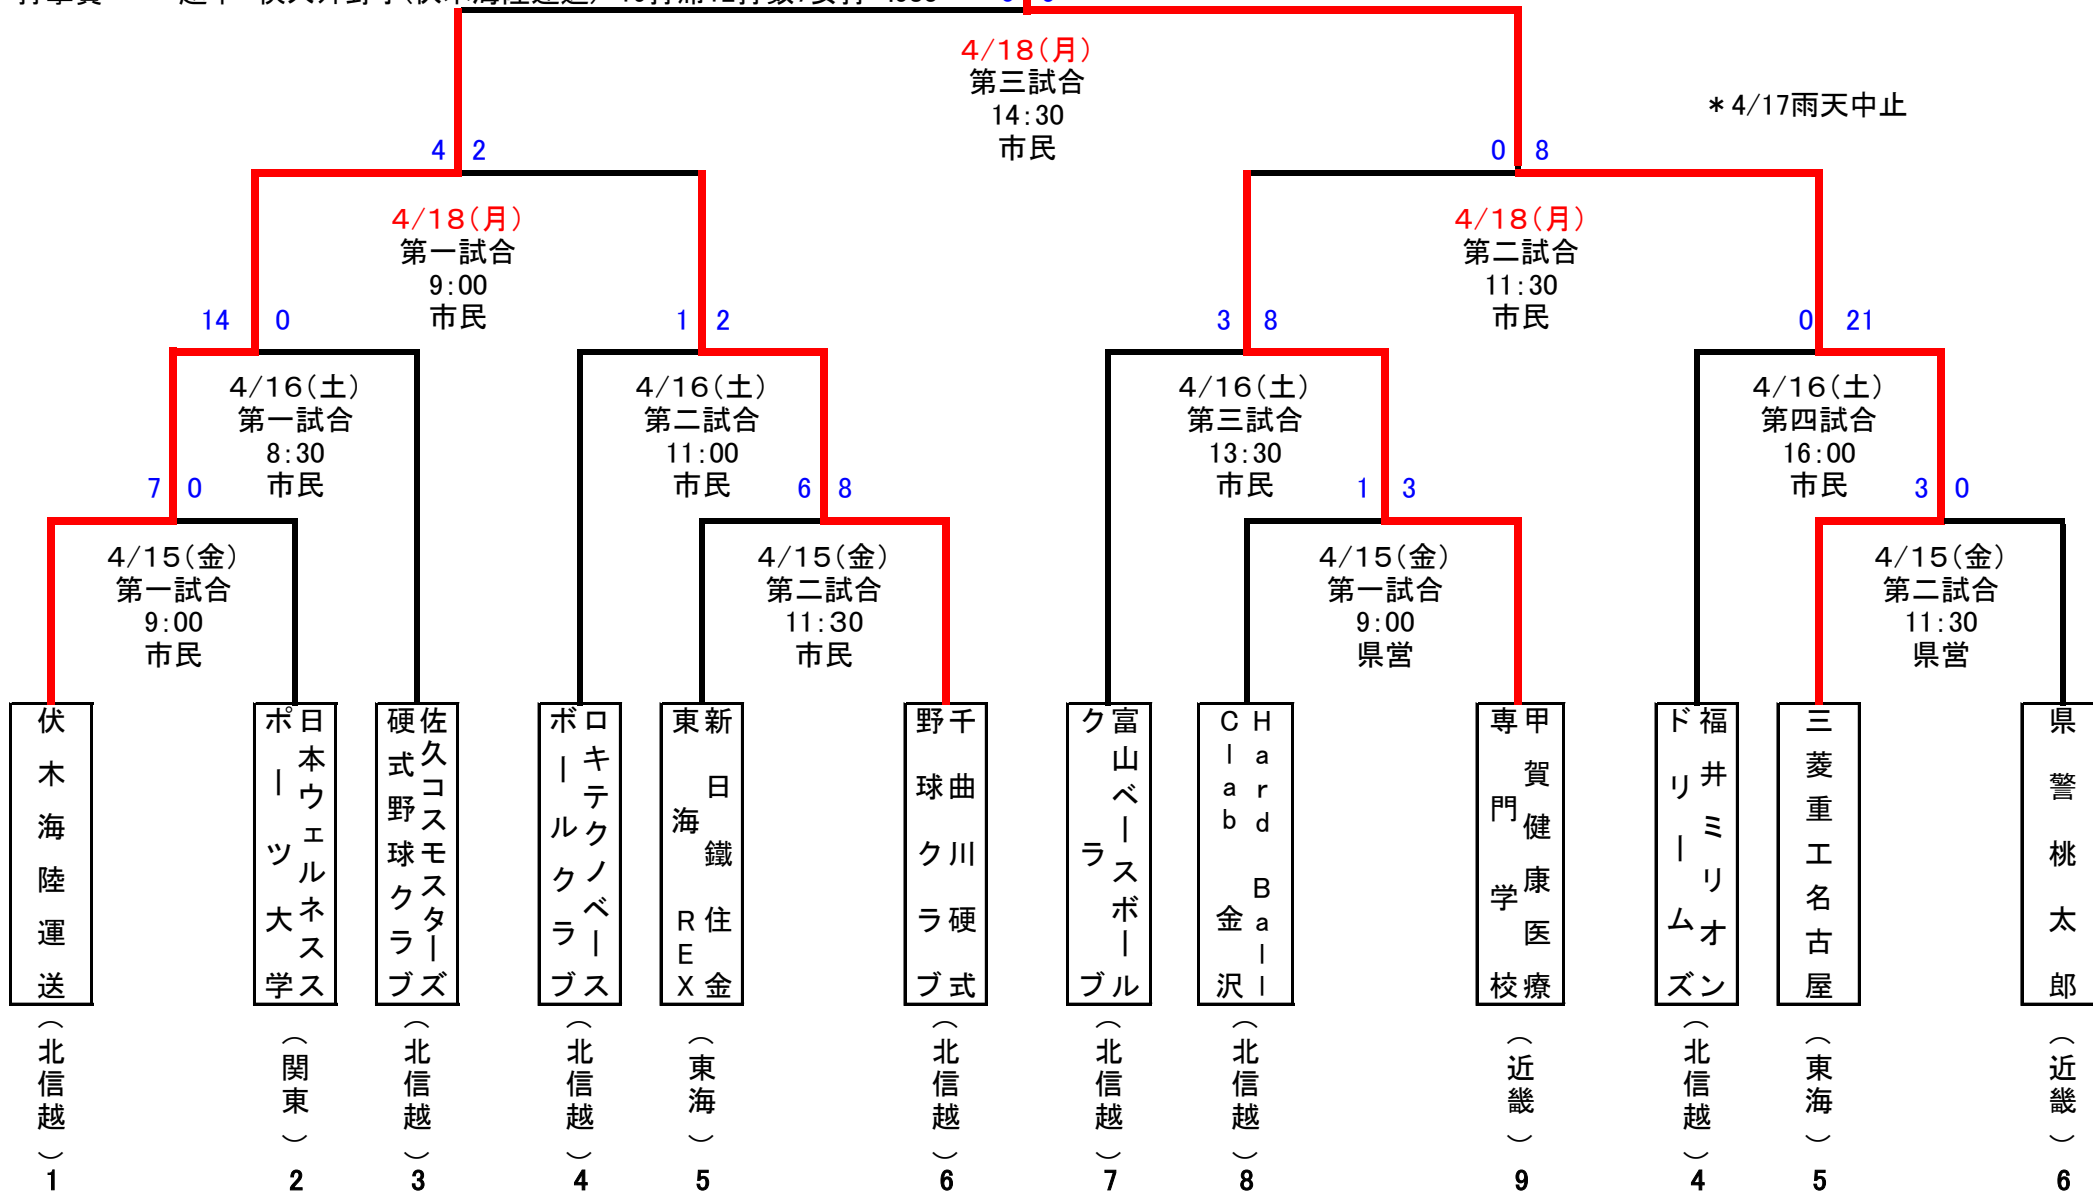 4/18(月)
第三試合
14:30
市民
*4/17雨天中止
4 2
0 8
4/18(月)
第一試合
9:00
市民
4/18(月)
第二試合
11:30
市民
14 0
1 2
3 8
0 21
4/16(土)
第一試合
8:30
市民
4/16(土)
第二試合
11:00
市民
4/16(土)
第三試合
13:30
市民
4/16(土)
第四試合
16:00
市民
7 0
6 8
1 3
3 0
4/15(金)
第一試合
9:00
市民
4/15(金)
第二試合
11:30
市民
4/15(金)
第一試合
9:00
県営
4/15(金)
第二試合
11:30
県営
伏木海陸運送
(北信越)
1
日本ウェルネスス
ポーツ大学
(関東)
2
佐久コスモスターズ
硬式野球クラブ
(北信越)
3
ロキテクノベース
ボールクラブ
(北信越)
4
新日鐵住金
東海REX
(東海)
5
千曲川硬式
野球クラブ
(北信越)
6
富山ベースボール
クラブ
(北信越)
7
Hard Ball
Clab 金沢
(北信越)
8
甲賀健康医療
専門学校
(近畿)
9
福井ミリオン
ドリームズ
(北信越)
4
三菱重工名古屋
(東海)
5
県警桃太郎
(近畿)
6